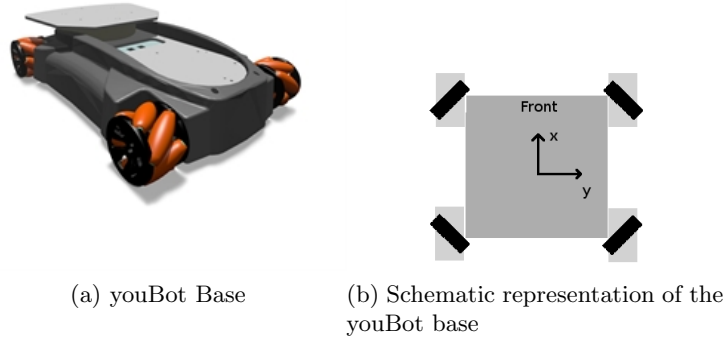 Front
x
y
(a) youBot Base
(b) Schematic representation of the
youBot base